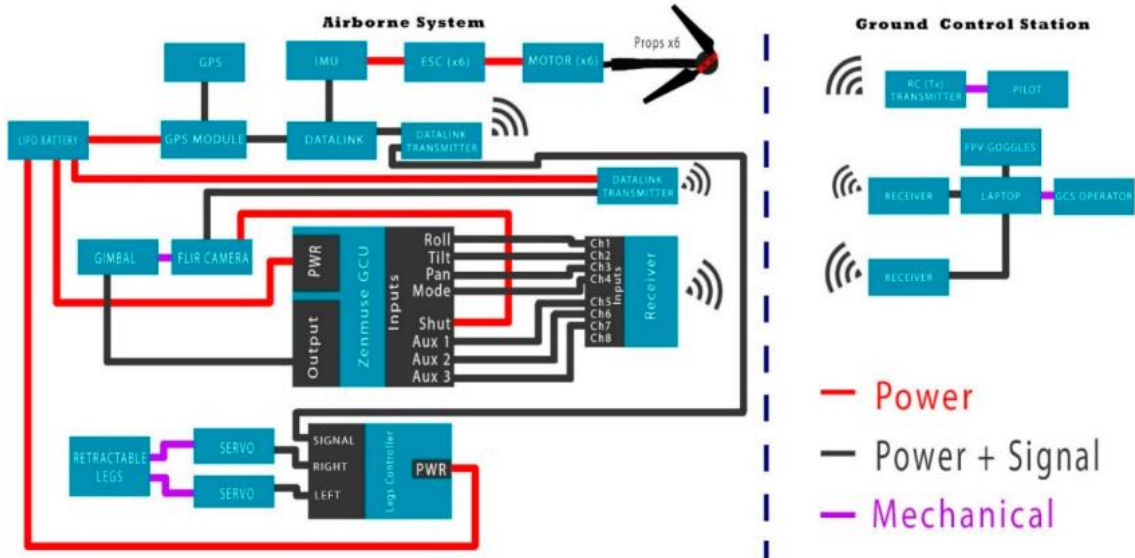 Airborne System
Ground Control Station
Props x6
GPS
IMU
ESC (x6)
MOTOR (x6)
RC (Tx)
TRANSMITTER
PILOT
LIPO BATTERY
GPS MODULE
DATALINK
DATALINK
TRANSMITTER
FPV GOGGLES
DATALINK
TRANSMITTER
RECEIVER
LAPTOP
GCS OPERATOR
GIMBAL
FLIR CAMERA
RECEIVER
PWR
Output
Zenmuse GCU
Inputs
Roll
Tilt
Pan
Mode
Shut
Aux 1
Aux 2
Aux 3
Ch1
Ch2
Ch3
Ch4
Ch5
Ch6
Ch7
Ch8
Inputs
Receiver
RETRACTABLE
LEGS
SERVO
SERVO
SIGNAL
RIGHT
LEFT
Legs Controller
PWR
Power
Power + Signal
Mechanical